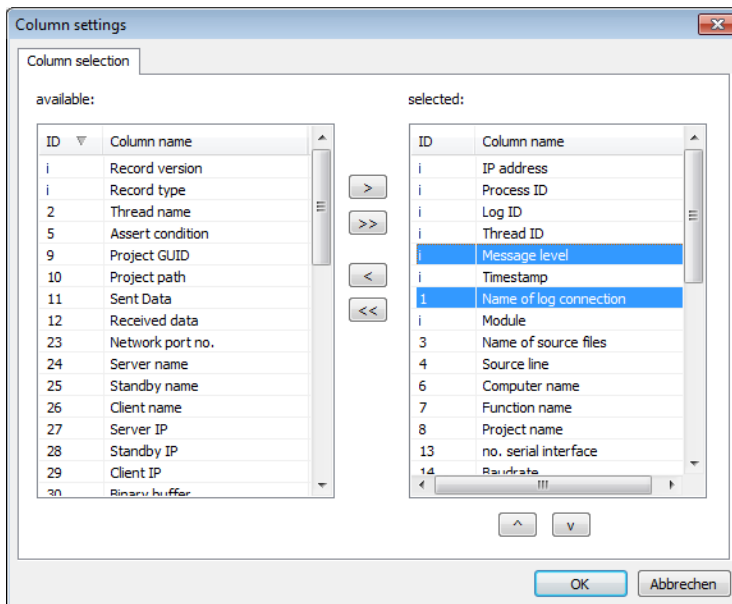 Column settings
Column selection
available:
ID Column name
i Record version
i Record type
2 Thread name
5 Assert condition
9 Project GUID
10 Project path
11 Sent Data
12 Received data
23 Network port no.
24 Server name
25 Standby name
26 Client name
27 Server IP
28 Standby IP
29 Client IP
30 Binary buffer
>
>>
<
<<
selected:
ID Column name
i IP address
i Process ID
i Log ID
i Thread ID
i Message level
i Timestamp
1 Name of log connection
i Module
3 Name of source files
4 Source line
6 Computer name
7 Function name
8 Project name
13 no. serial interface
14 Baudrate
^ v
OK Abbrechen